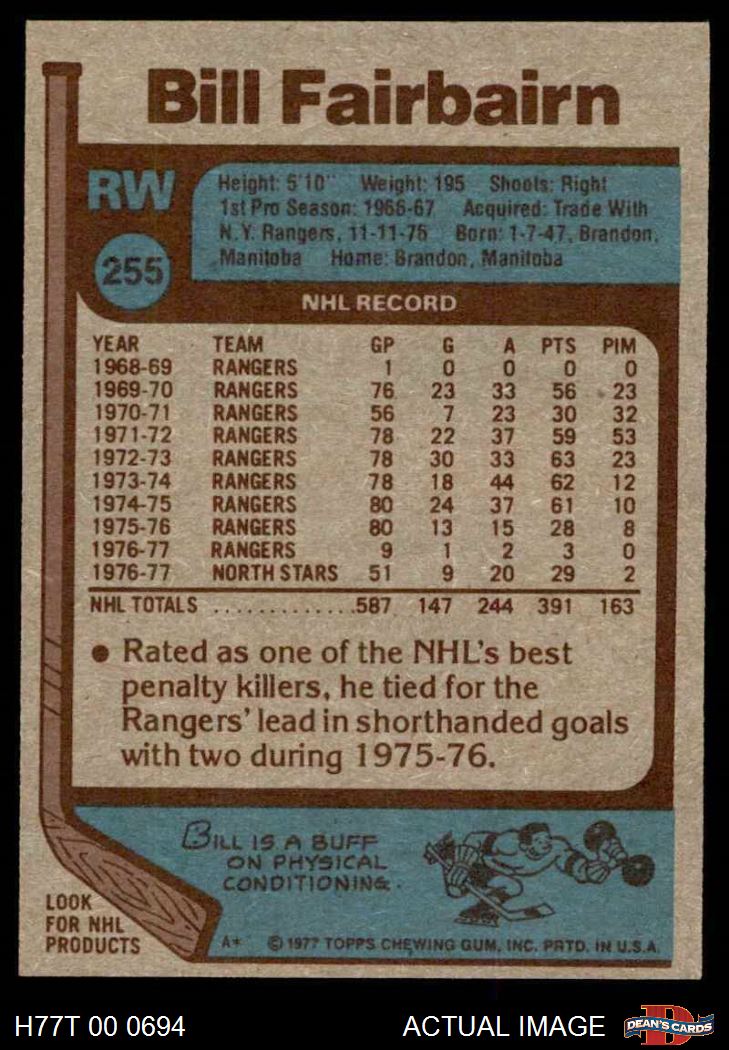 Bill Fairbairn
RW
Height: 5'10" Weight: 195 Shoots: Right
1st Pro Season: 1966-67 Acquired: Trade With
N.Y. Rangers, 11-11-76 Born: 1-7-47, Brandon,
Manitoba Home: Brandon, Manitoba
255
NHL RECORD
YEAR TEAM GP G A PTS PIM
1968-69 RANGERS 1 0 0 0 0
1969-70 RANGERS 76 23 33 56 23
1970-71 RANGERS 56 7 23 30 32
1971-72 RANGERS 78 22 37 59 53
1972-73 RANGERS 78 30 33 63 23
1973-74 RANGERS 78 18 44 62 12
1974-75 RANGERS 80 24 37 61 10
1975-76 RANGERS 80 13 15 28 8
1976-77 RANGERS 9 1 2 3 0
1976-77 NORTH STARS 51 9 20 29 2
NHL TOTALS .............587 147 244 391 163
• Rated as one of the NHL's best
penalty killers, he tied for the
Rangers' lead in shorthanded goals
with two during 1975-76.
BILL IS A BUFF
ON PHYSICAL
CONDITIONING.
LOOK
FOR NHL
PRODUCTS
A* © 1977 TOPPS CHEWING GUM, INC. PRTD. IN U.S.A.
H77T 00 0694 ACTUAL IMAGE
D
DEAN'S CARDS